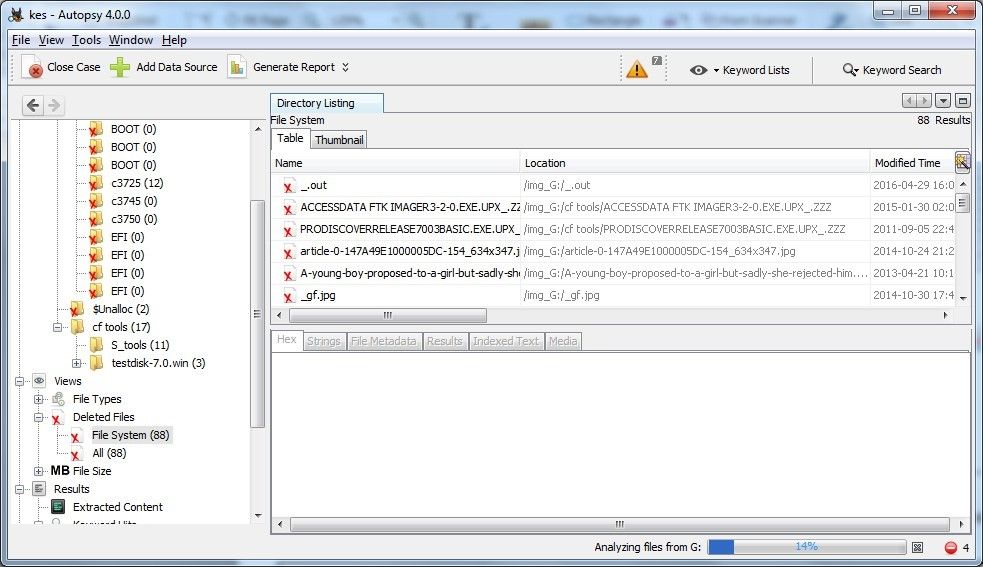 kes - Autopsy 4.0.0
File View Tools Window Help
Close Case Add Data Source Generate Report 7 Keyword Lists Keyword Search
BOOT (0)
BOOT (0)
BOOT (0)
c3725 (12)
c3745 (0)
c3750 (0)
EFI (0)
EFI (0)
EFI (0)
EFI (0)
$Unalloc (2)
cf tools (17)
S_tools (11)
testdisk-7.0.win (3)
Views
File Types
Deleted Files
File System (88)
All (88)
MB File Size
Results
Extracted Content
Directory Listing
File System 88 Results
Table Thumbnail
Name Location Modified Time
_.out /img_G:/_.out 2016-04-29 16:0
ACCESSDATA FTK IMAGER3-2-0.EXE.UPX_.ZZ /img_G:/cf tools/ACCESSDATA FTK IMAGER3-2-0.EXE.UPX_.ZZZ 2015-01-30 02:0
PRODISCOVERRELEASE7003BASIC.EXE.UPX_.ZZ /img_G:/cf tools/PRODISCOVERRELEASE7003BASIC.EXE.UPX_.ZZZ 2011-09-05 22:4
article-0-147A49E1000005DC-154_634x347.j /img_G:/article-0-147A49E1000005DC-154_634x347.jpg 2014-10-24 21:2
A-young-boy-proposed-to-a-girl-but-sadly-she /img_G:/A-young-boy-proposed-to-a-girl-but-sadly-she-rejected-him.... 2013-04-21 10:1
_gf.jpg /img_G:/_gf.jpg 2014-10-30 17:4
Hex Strings File Metadata Results Indexed Text Media
Analyzing files from G: 14% 4